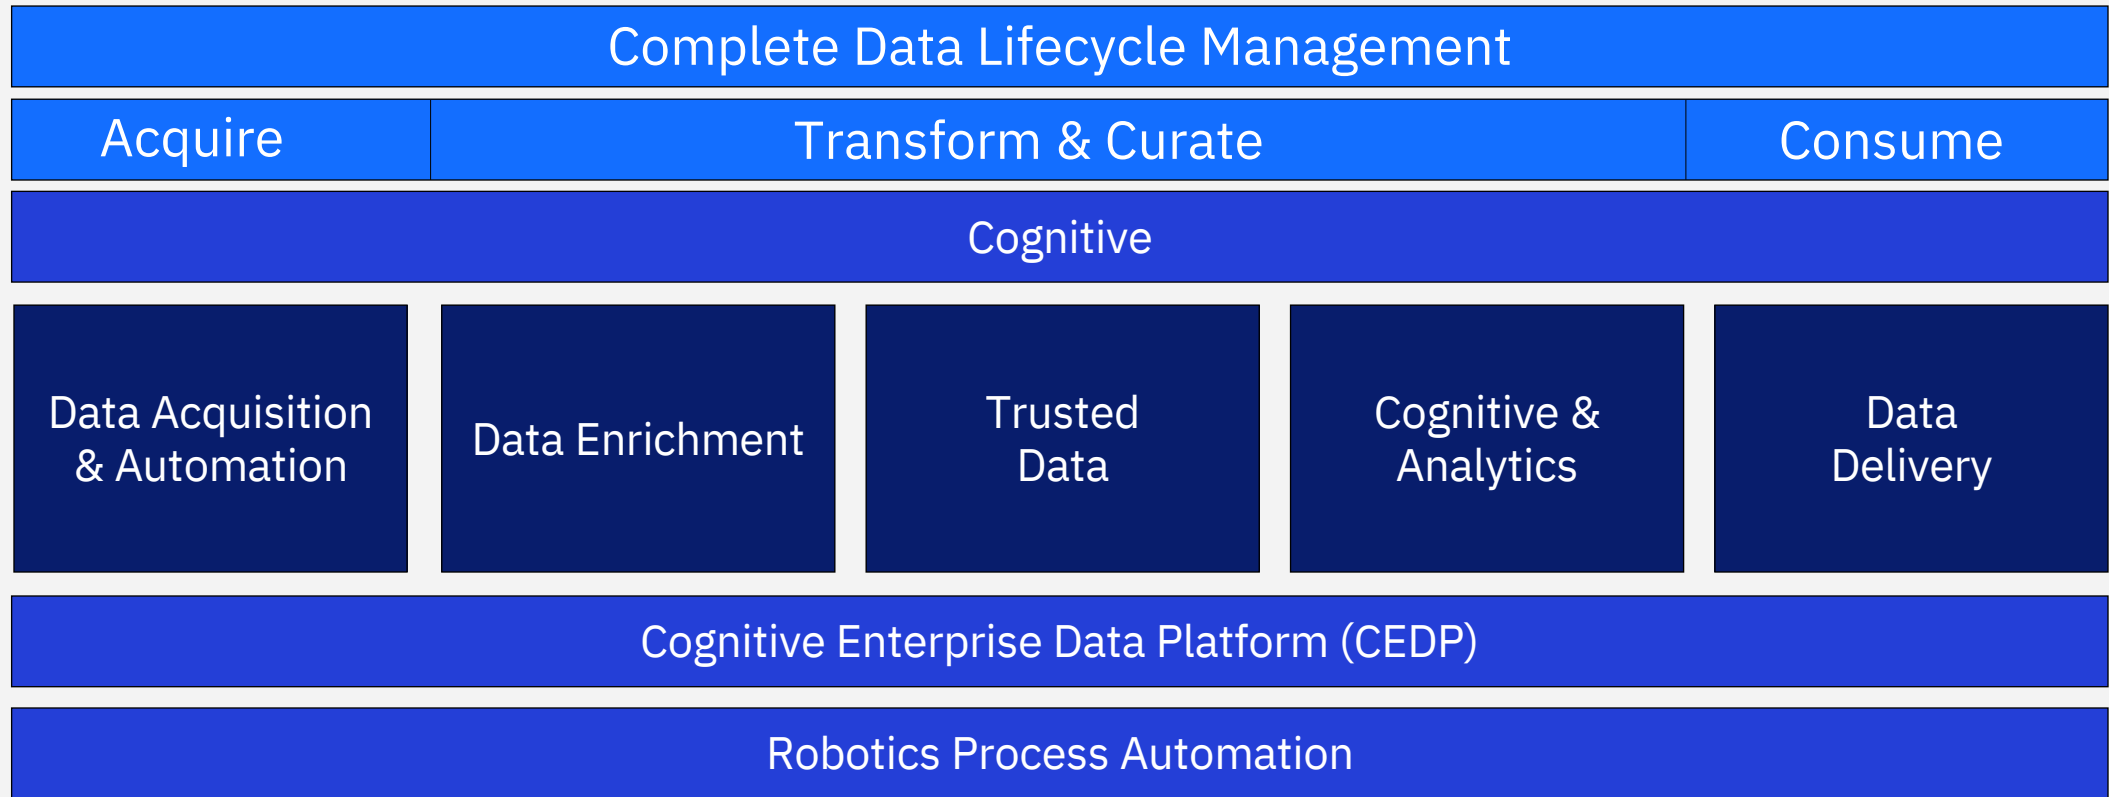 Complete Data Lifecycle Management
Acquire
Transform & Curate
Consume
Cognitive
Data Acquisition
& Automation
Data Enrichment
Trusted
Data
Cognitive &
Analytics
Data
Delivery
Cognitive Enterprise Data Platform (CEDP)
Robotics Process Automation